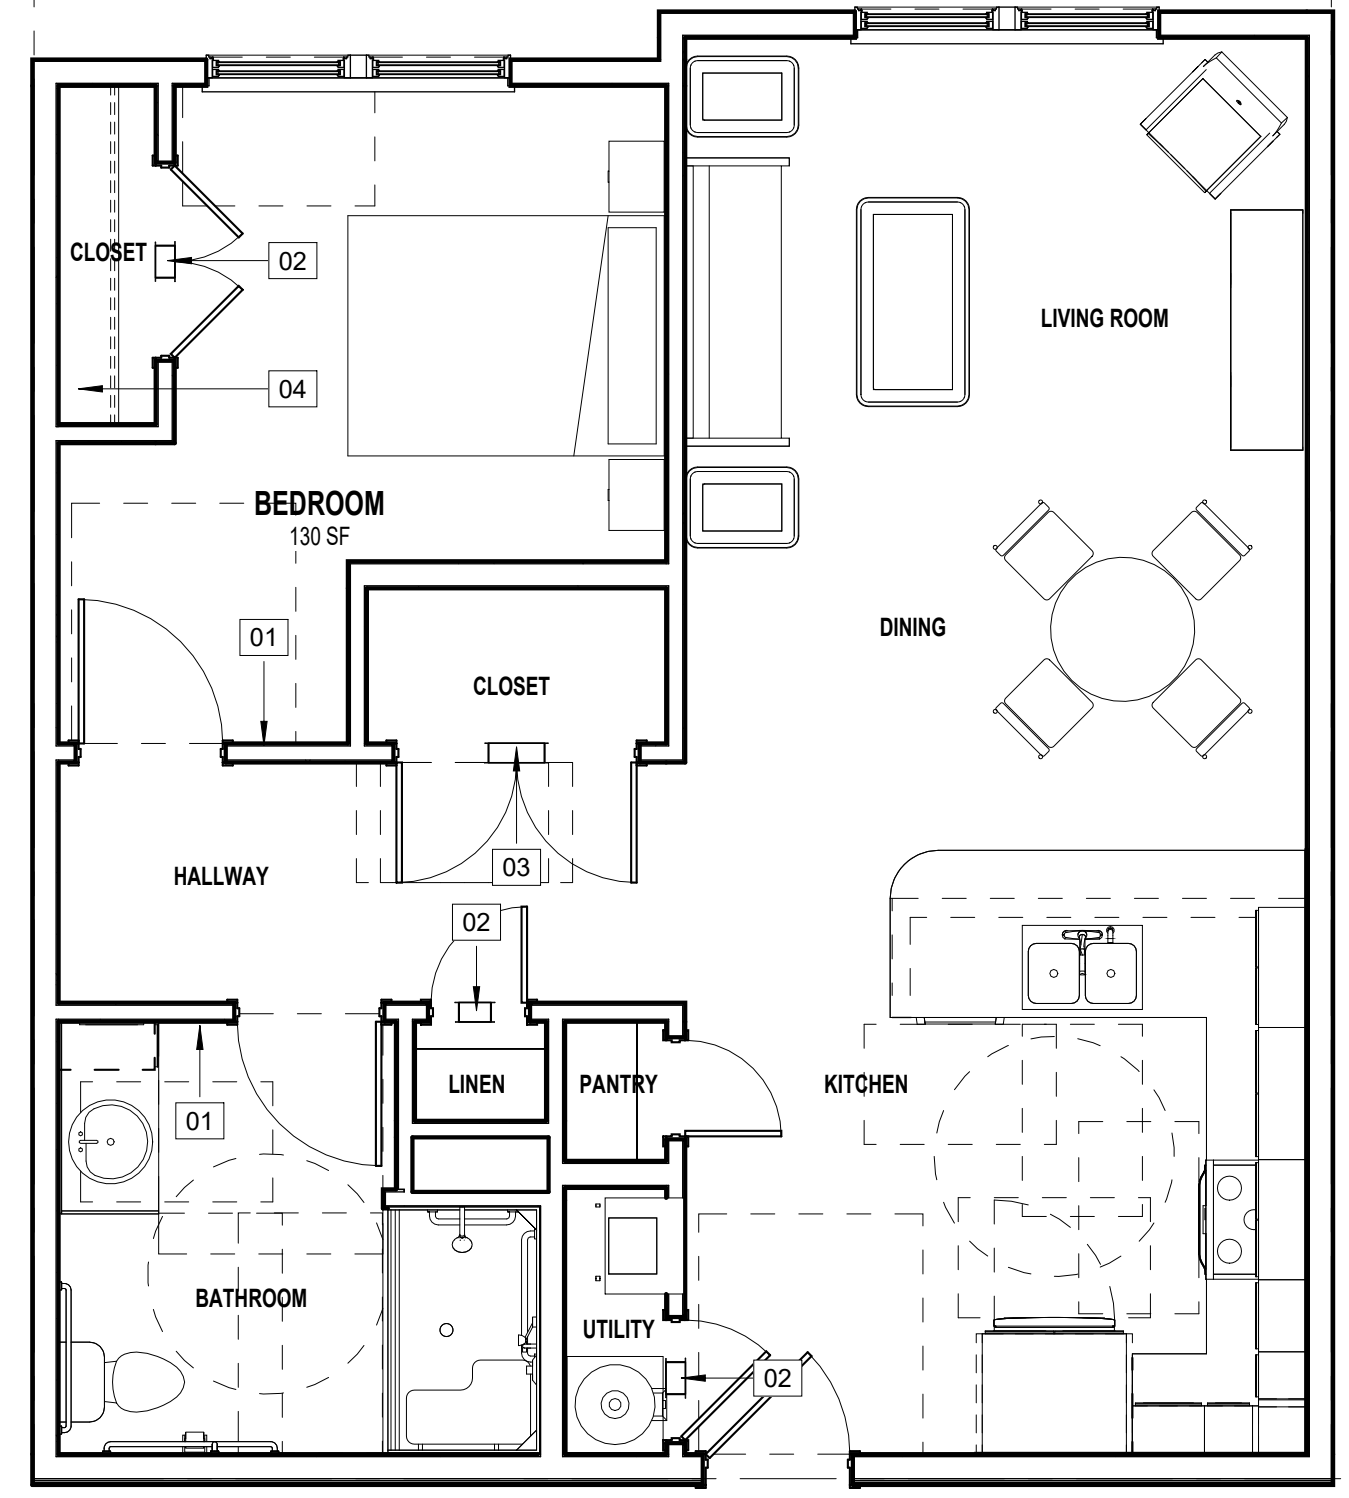 CLOSET
02
LIVING ROOM
04
BEDROOM
130 SF
DINING
01
CLOSET
03
HALLWAY
02
LINEN
PANTRY
KITCHEN
01
BATHROOM
UTILITY
02